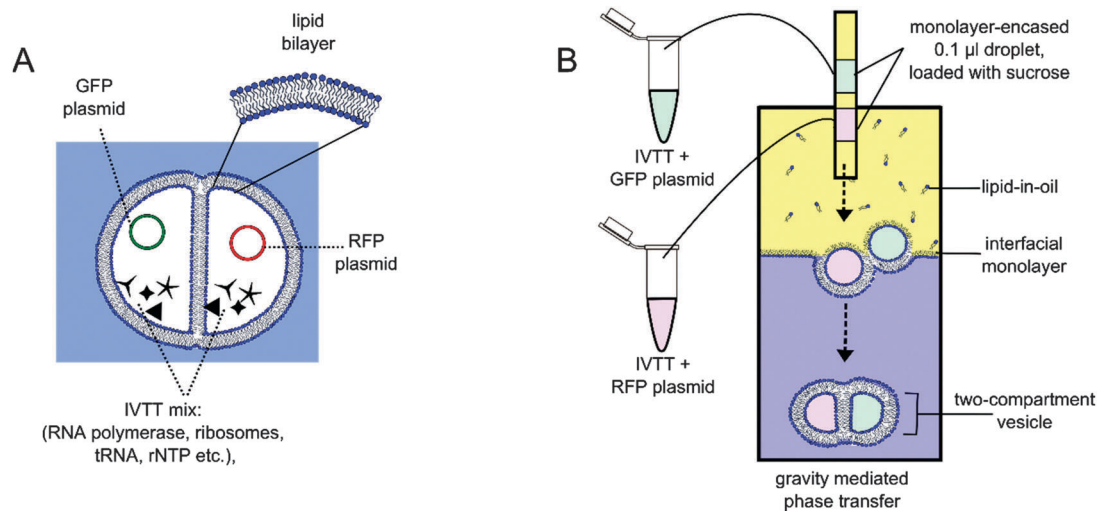 A
lipid
bilayer
GFP
plasmid
RFP
plasmid
IVTT mix:
(RNA polymerase, ribosomes,
tRNA, rNTP etc.),
B
monolayer-encased
0.1 µl droplet,
loaded with sucrose
IVTT +
GFP plasmid
lipid-in-oil
interfacial
monolayer
IVTT +
RFP plasmid
two-compartment
vesicle
gravity mediated
phase transfer